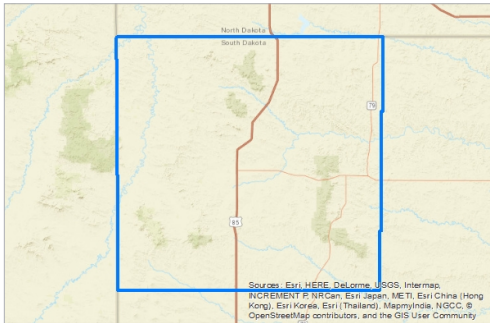 North Dakota
South Dakota
79
85
Sources: Esri, HERE, DeLorme, USGS, Intermap,
INCREMENT P, NRCan, Esri Japan, METI, Esri China (Hong
Kong), Esri Korea, Esri (Thailand), MapmyIndia, NGCC, ©
OpenStreetMap contributors, and the GIS User Community